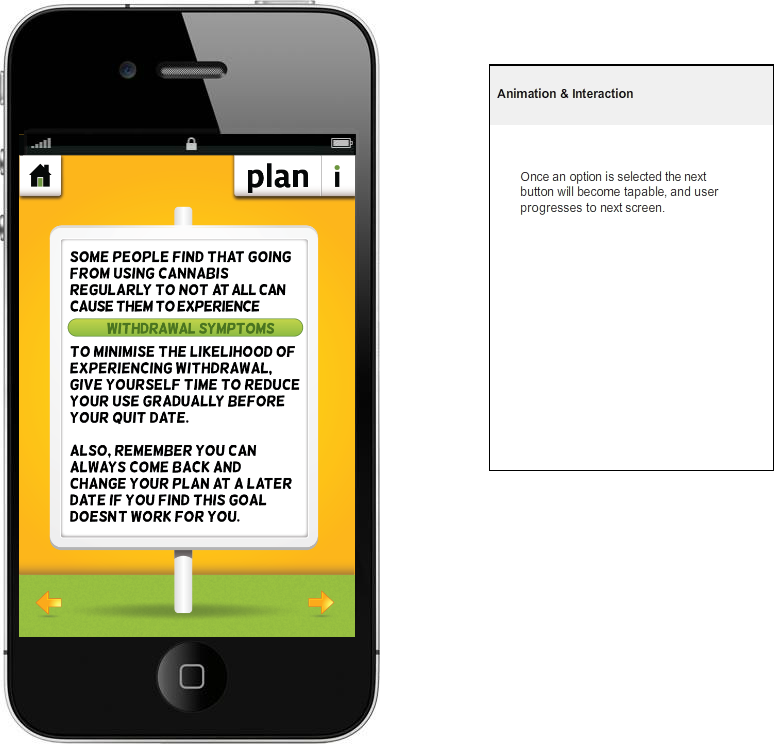 plan i
SOME PEOPLE FIND THAT GOING
FROM USING CANNABIS
REGULARLY TO NOT AT ALL CAN
CAUSE THEM TO EXPERIENCE
WITHDRAWAL SYMPTOMS
TO MINIMISE THE LIKELIHOOD OF
EXPERIENCING WITHDRAWAL,
GIVE YOURSELF TIME TO REDUCE
YOUR USE GRADUALLY BEFORE
YOUR QUIT DATE.
ALSO, REMEMBER YOU CAN
ALWAYS COME BACK AND
CHANGE YOUR PLAN AT A LATER
DATE IF YOU FIND THIS GOAL
DOESNT WORK FOR YOU.
Animation & Interaction
Once an option is selected the next
button will become tapable, and user
progresses to next screen.